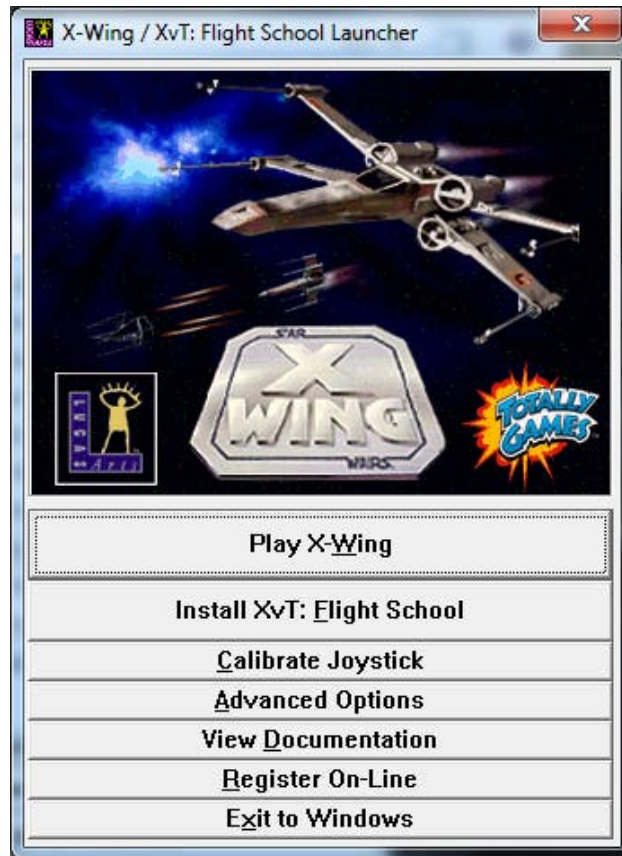 X-Wing / XvT: Flight School Launcher
STAR
X
WING
WARS
LUCAS
Arts
TOTALLY
GAMES
Play X-Wing
Install XvT: Flight School
Calibrate Joystick
Advanced Options
View Documentation
Register On-Line
Exit to Windows